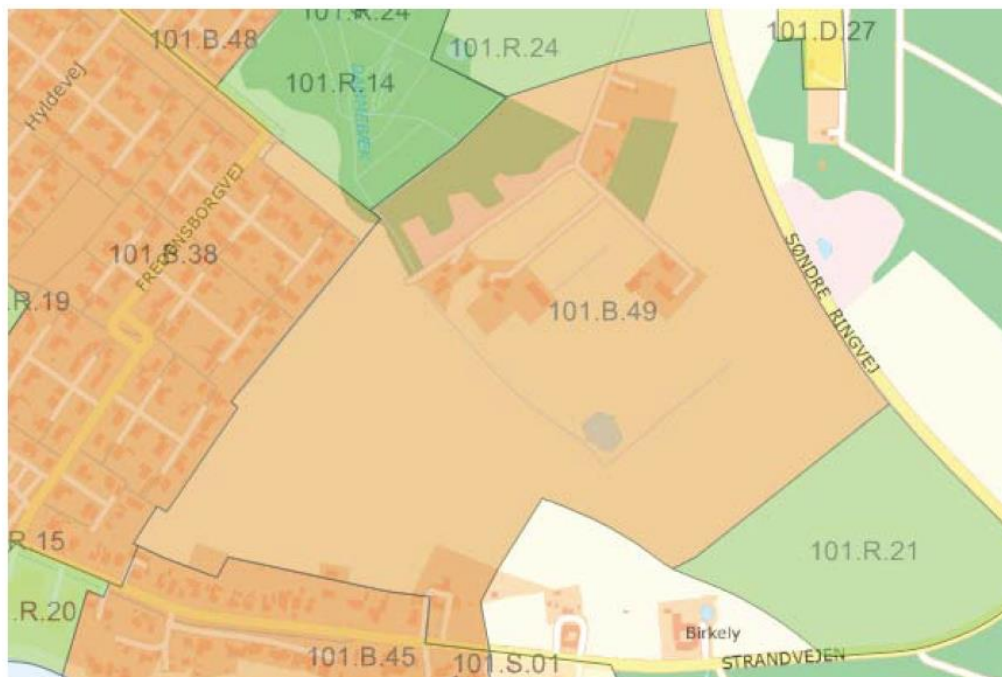 101.R.24
101.D.27
101.B.48
101.R.24
101.R.14
Hyldevej
DAMMEBÆK
FREDENSBORGVEJ
101.B.38
SØNDRE RINGVEJ
.R.19
101.B.49
R.15
101.R.21
.R.20
Birkely
101.B.45
101.S.01
STRANDVEJEN